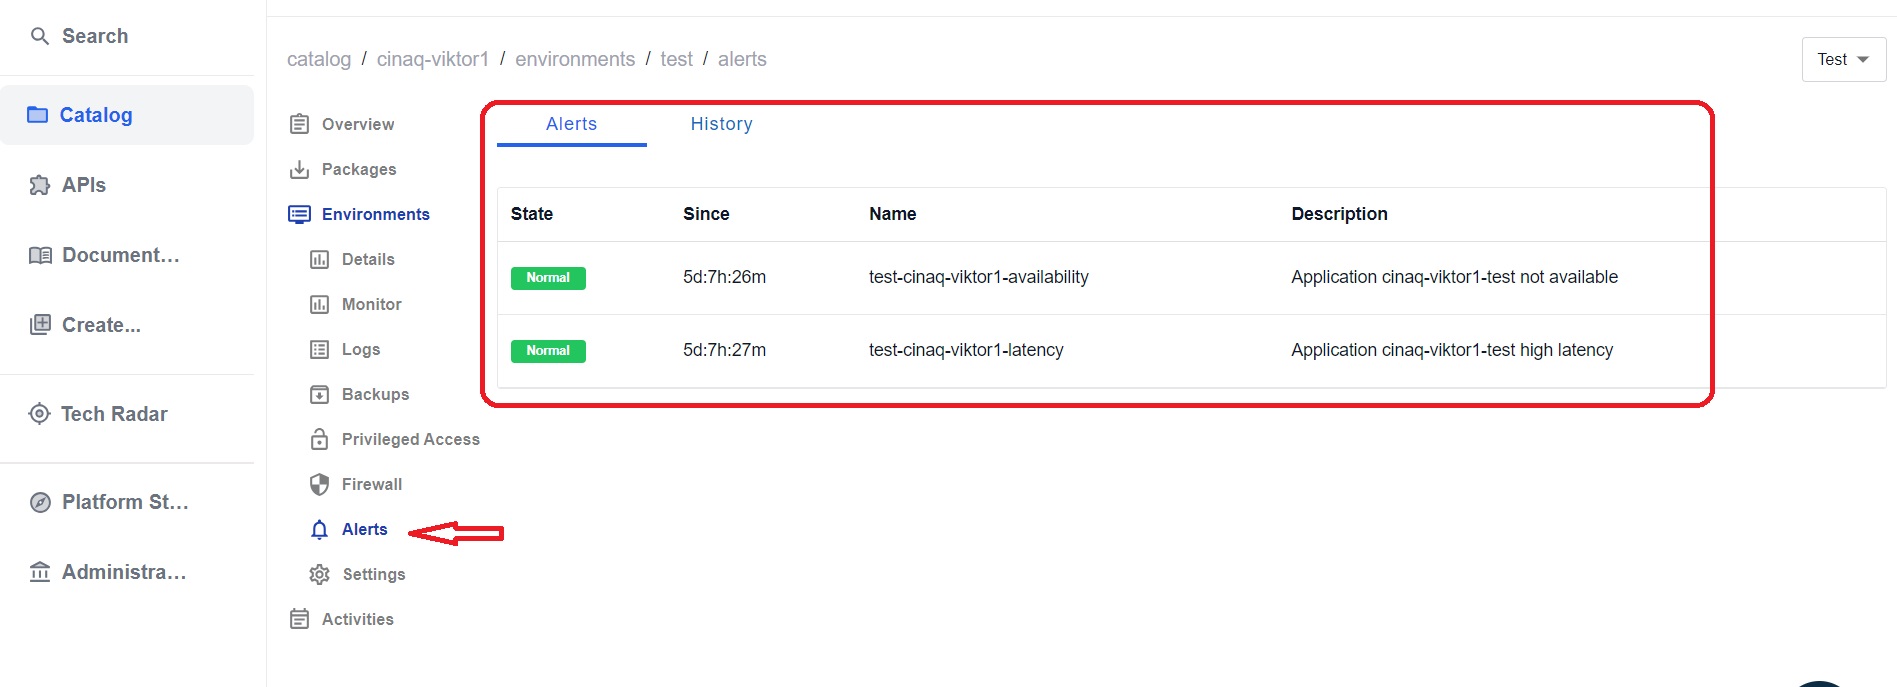 Search
Catalog
APIs
Document...
Create...
Tech Radar
Platform St...
Administra...
catalog / cinaq-viktor1 / environments / test / alerts
Test
Overview
Packages
Environments
Details
Monitor
Logs
Backups
Privileged Access
Firewall
Alerts
Settings
Activities
Alerts History
State Since Name Description
Normal 5d:7h:26m test-cinaq-viktor1-availability Application cinaq-viktor1-test not available
Normal 5d:7h:27m test-cinaq-viktor1-latency Application cinaq-viktor1-test high latency